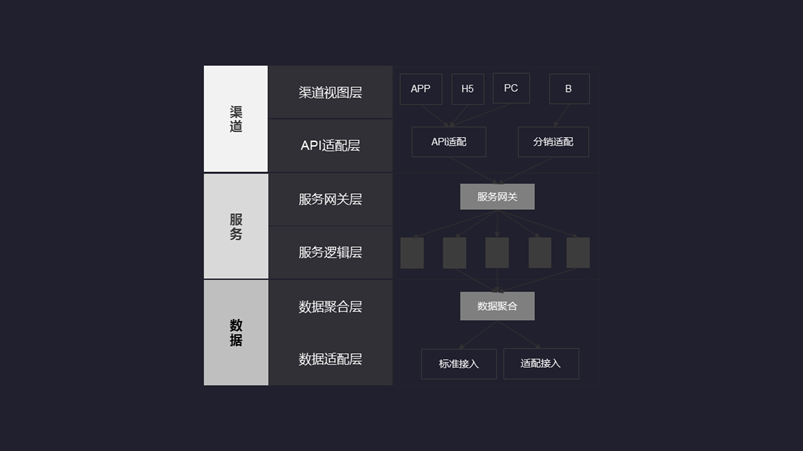 渠道
渠道视图层
API适配层
APP
H5
PC
B
API适配
分销适配
服务
服务网关层
服务逻辑层
服务网关
数据
数据聚合层
数据适配层
数据聚合
标准接入
适配接入